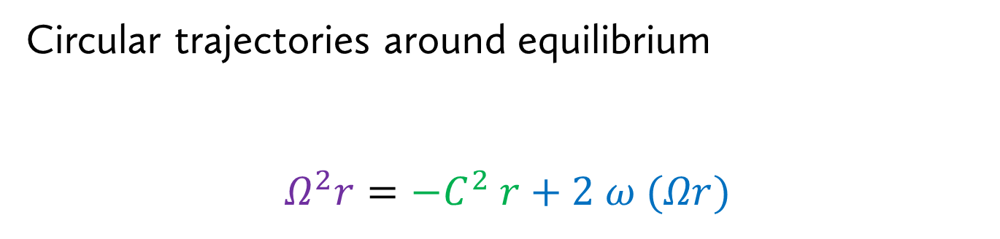 Circular trajectories around equilibrium
Ω²r = −C² r + 2 ω (Ωr)